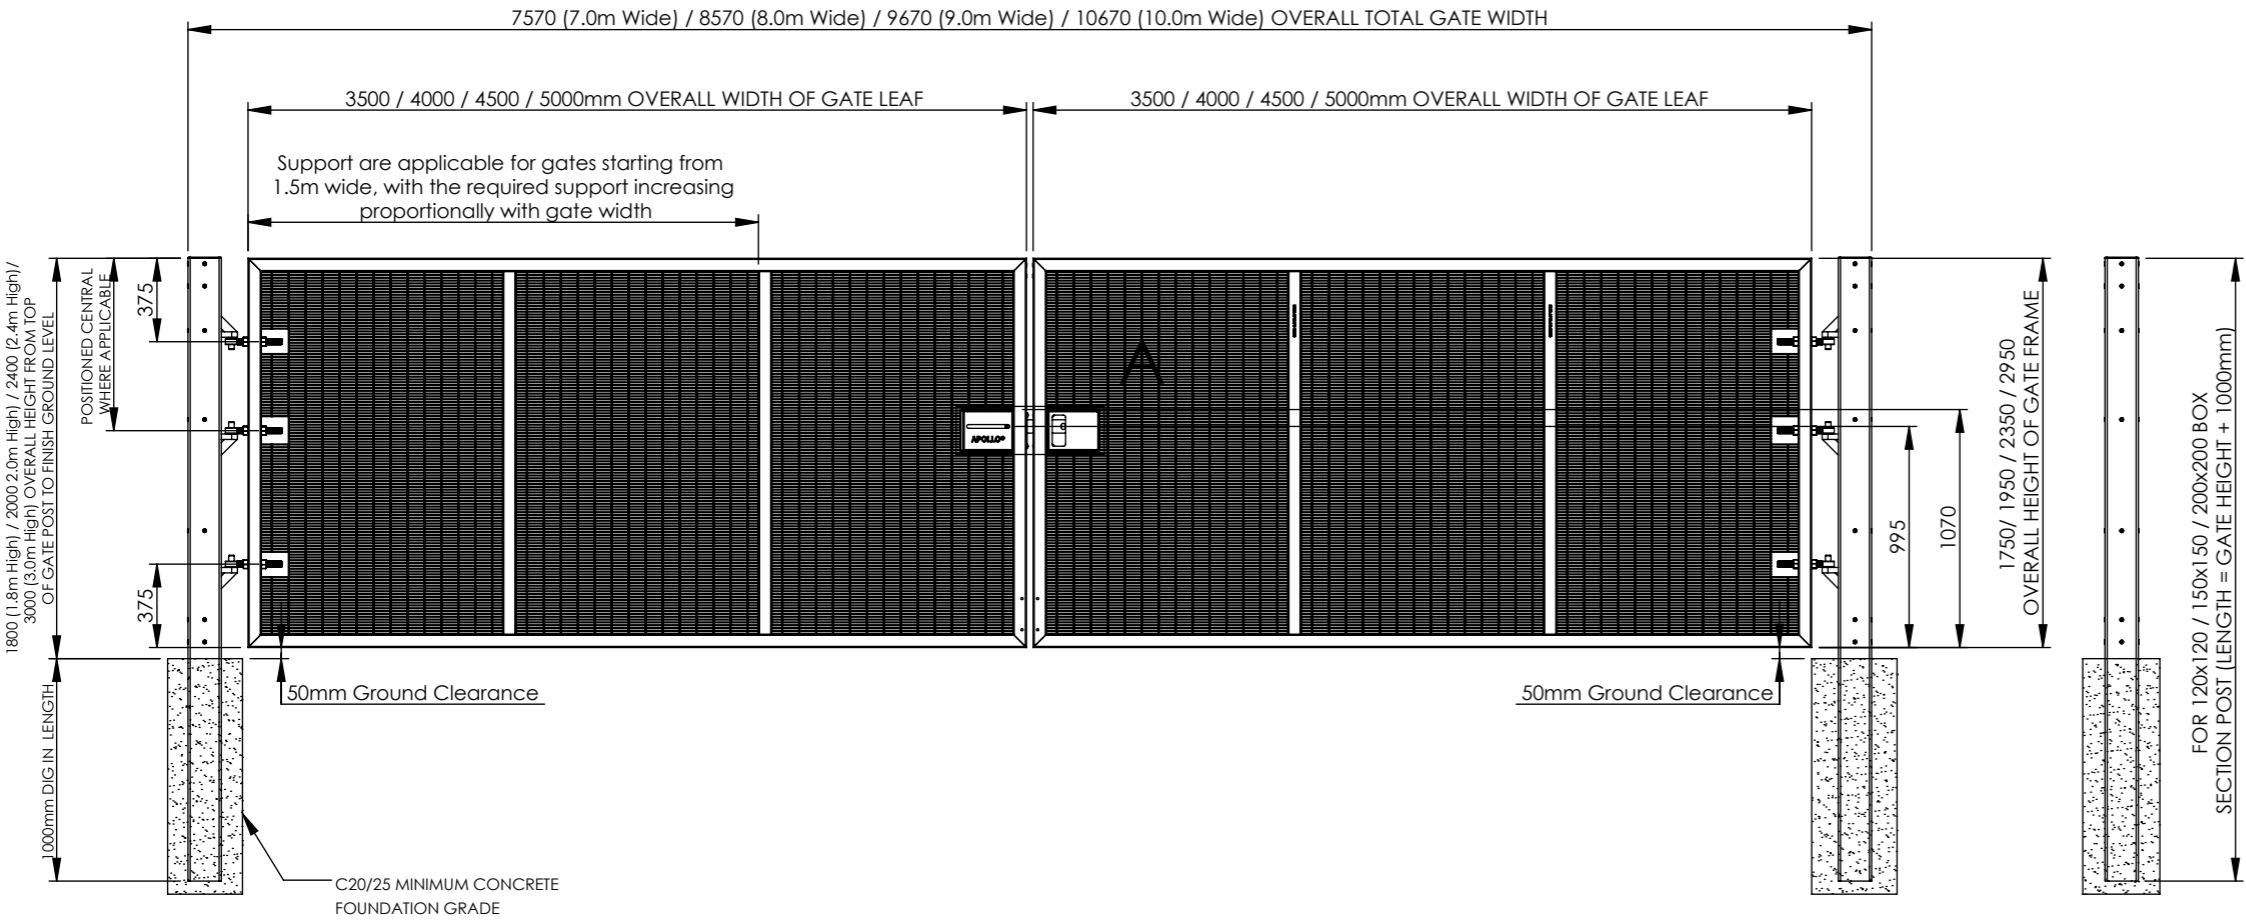 7570 (7.0m Wide) / 8570 (8.0m Wide) / 9670 (9.0m Wide) / 10670 (10.0m Wide) OVERALL TOTAL GATE WIDTH
3500 / 4000 / 4500 / 5000mm OVERALL WIDTH OF GATE LEAF
3500 / 4000 / 4500 / 5000mm OVERALL WIDTH OF GATE LEAF
Support are applicable for gates starting from
1.5m wide, with the required support increasing
proportionally with gate width
1800 (1.8m High) / 2000 2.0m High) / 2400 (2.4m High)/
3000 (3.0m High) OVERALL HEIGHT FROM TOP
OF GATE POST TO FINISH GROUND LEVEL
POSITIONED CENTRAL
WHERE APPLICABLE
375
375
A
APOLLO®
995
1070
1750/ 1950 / 2350 / 2950
OVERALL HEIGHT OF GATE FRAME
FOR 120x120 / 150x150 / 200x200 BOX
SECTION POST (LENGTH = GATE HEIGHT + 1000mm)
50mm Ground Clearance
50mm Ground Clearance
1000mm DIG IN LENGTH
C20/25 MINIMUM CONCRETE
FOUNDATION GRADE